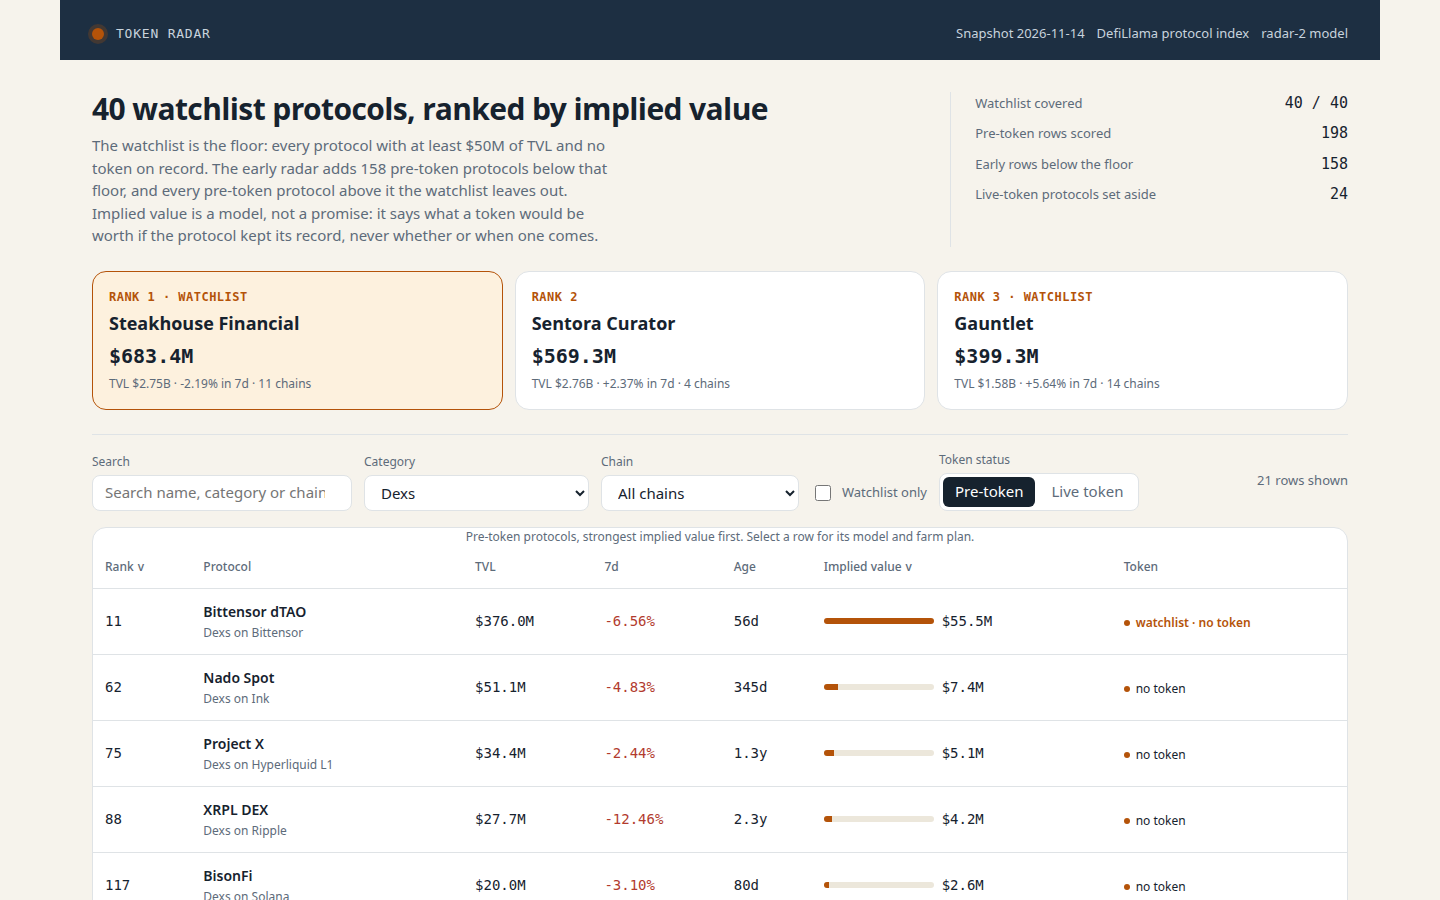 TOKEN RADAR
Snapshot 2026-11-14 DefiLlama protocol index radar-2 model
40 watchlist protocols, ranked by implied value
The watchlist is the floor: every protocol with at least $50M of TVL and no
token on record. The early radar adds 158 pre-token protocols below that
floor, and every pre-token protocol above it the watchlist leaves out.
Implied value is a model, not a promise: it says what a token would be
worth if the protocol kept its record, never whether or when one comes.
Watchlist covered 40 / 40
Pre-token rows scored 198
Early rows below the floor 158
Live-token protocols set aside 24
RANK 1 · WATCHLIST
Steakhouse Financial
$683.4M
TVL $2.75B · -2.19% in 7d · 11 chains
RANK 2
Sentora Curator
$569.3M
TVL $2.76B · +2.37% in 7d · 4 chains
RANK 3 · WATCHLIST
Gauntlet
$399.3M
TVL $1.58B · +5.64% in 7d · 14 chains
Search
Search name, category or chain
Category
Dexs
Chain
All chains
Watchlist only
Token status
Pre-token Live token
21 rows shown
Pre-token protocols, strongest implied value first. Select a row for its model and farm plan.
Rank v Protocol TVL 7d Age Implied value v Token
11 Bittensor dTAO $376.0M -6.56% 56d $55.5M watchlist · no token
Dexs on Bittensor
62 Nado Spot $51.1M -4.83% 345d $7.4M no token
Dexs on Ink
75 Project X $34.4M -2.44% 1.3y $5.1M no token
Dexs on Hyperliquid L1
88 XRPL DEX $27.7M -12.46% 2.3y $4.2M no token
Dexs on Ripple
117 BisonFi $20.0M -3.10% 80d $2.6M no token
Dexs on Solana